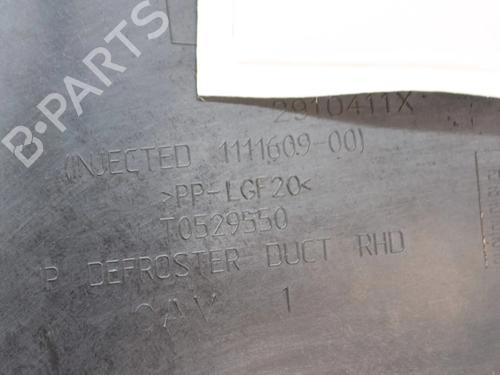 B-PARTS
2910411X
(INJECTED 1111609-00)
>PP-LGF20<
T0529550
P DEFROSTER DUCT RHD
CAV 1